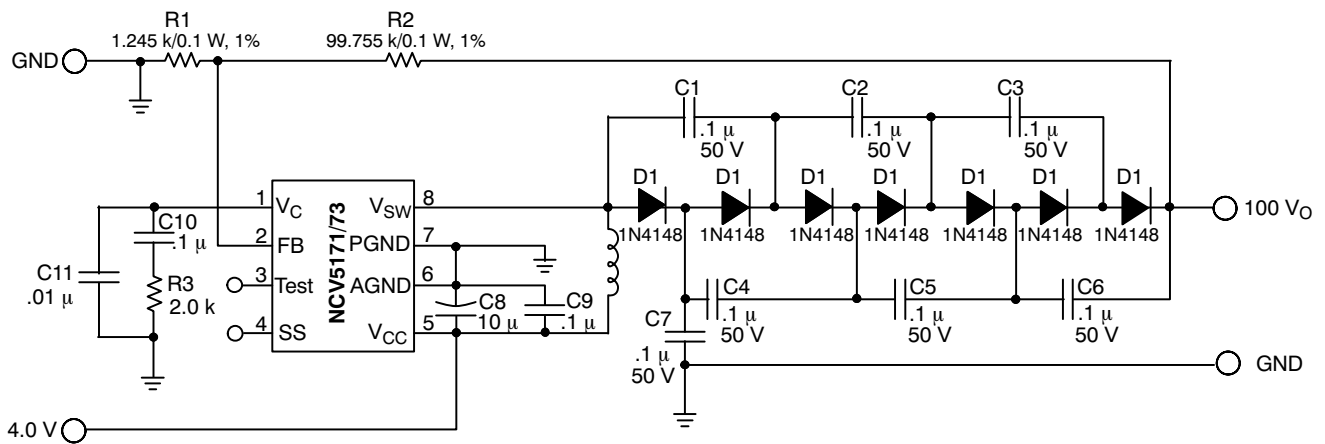 R1
1.245 k/0.1 W, 1%
R2
99.755 k/0.1 W, 1%
GND
C1
.1 μ
50 V
C2
.1 μ
50 V
C3
.1 μ
50 V
D1
1N4148
D1
1N4148
D1
1N4148
D1
1N4148
D1
1N4148
D1
1N4148
D1
1N4148
100 VO
1
VC
2
FB
3
Test
4
SS
NCV5171/73
VSW
8
PGND
7
AGND
6
VCC
5
C10
.1 μ
C11
.01 μ
R3
2.0 k
C8
10 μ
C9
.1 μ
C4
.1 μ
50 V
C5
.1 μ
50 V
C6
.1 μ
50 V
C7
.1 μ
50 V
GND
4.0 V